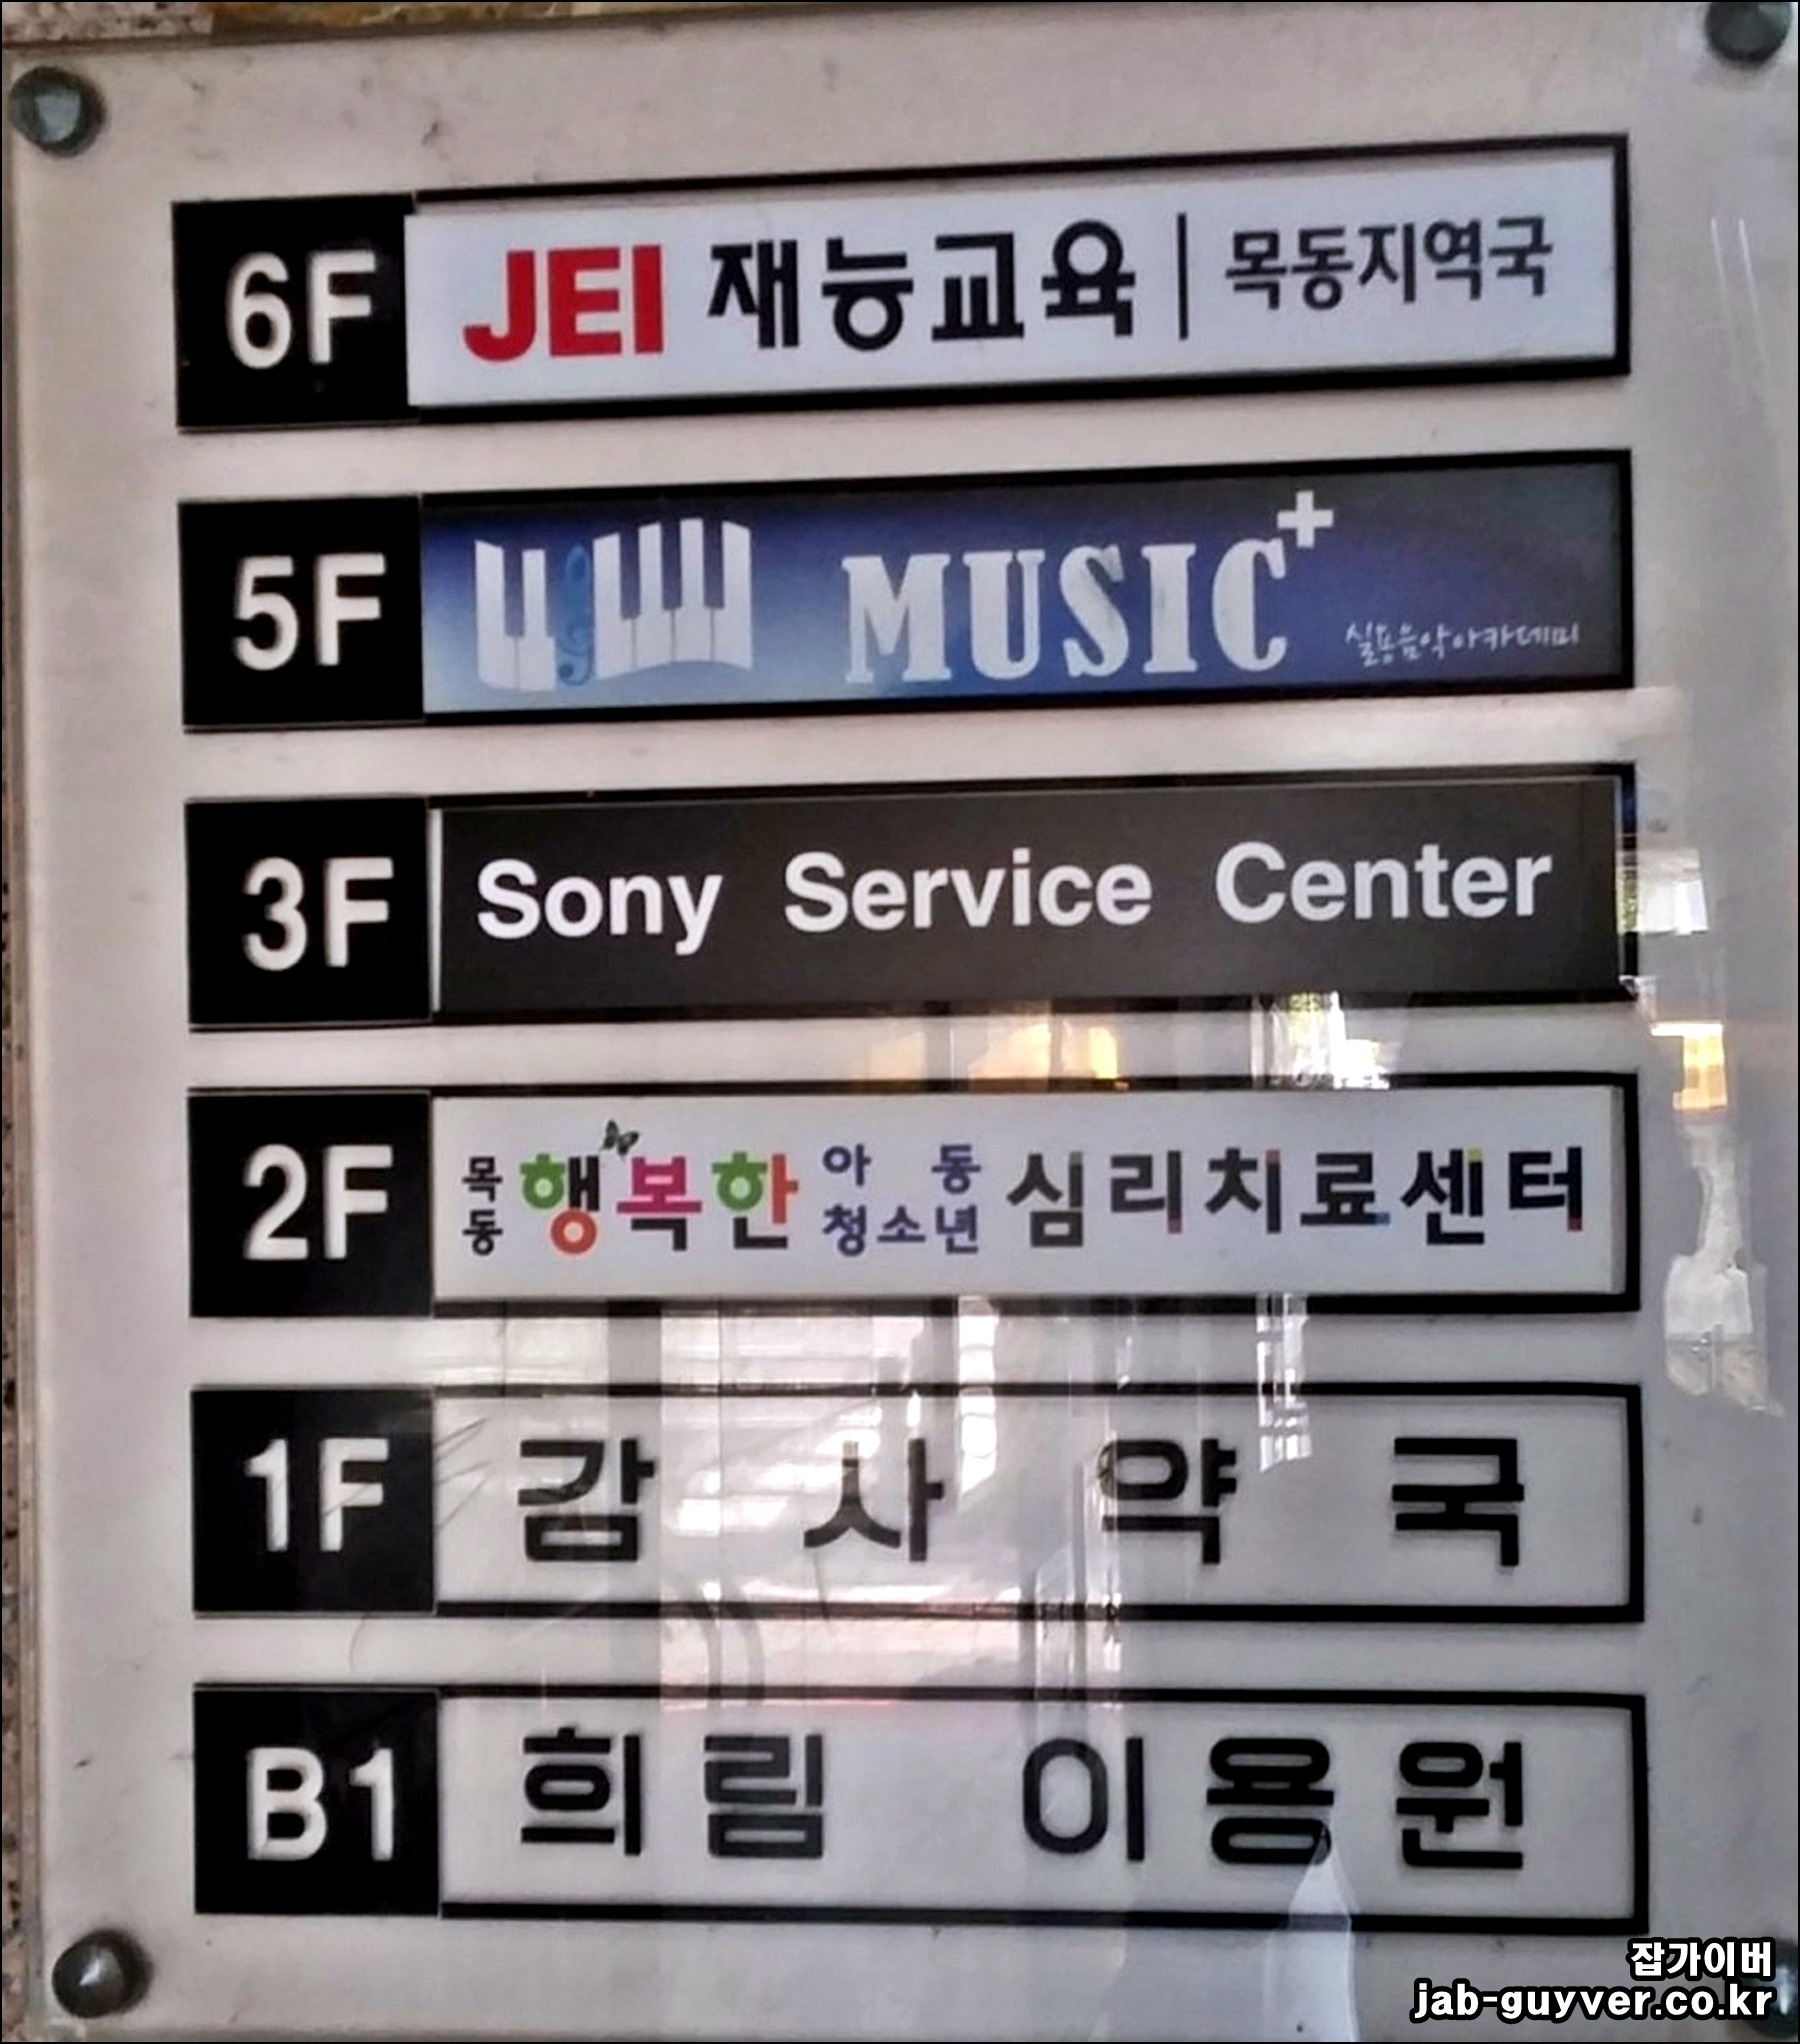 6F JEI 재능교육 | 목동지역국
5F MUSIC+ 실용음악아카데미
3F Sony Service Center
2F 목동 행복한 아동 청소년 심리치료센터
1F 감사약국
B1 희림 이용원
잡가이버
jab-guyver.co.kr